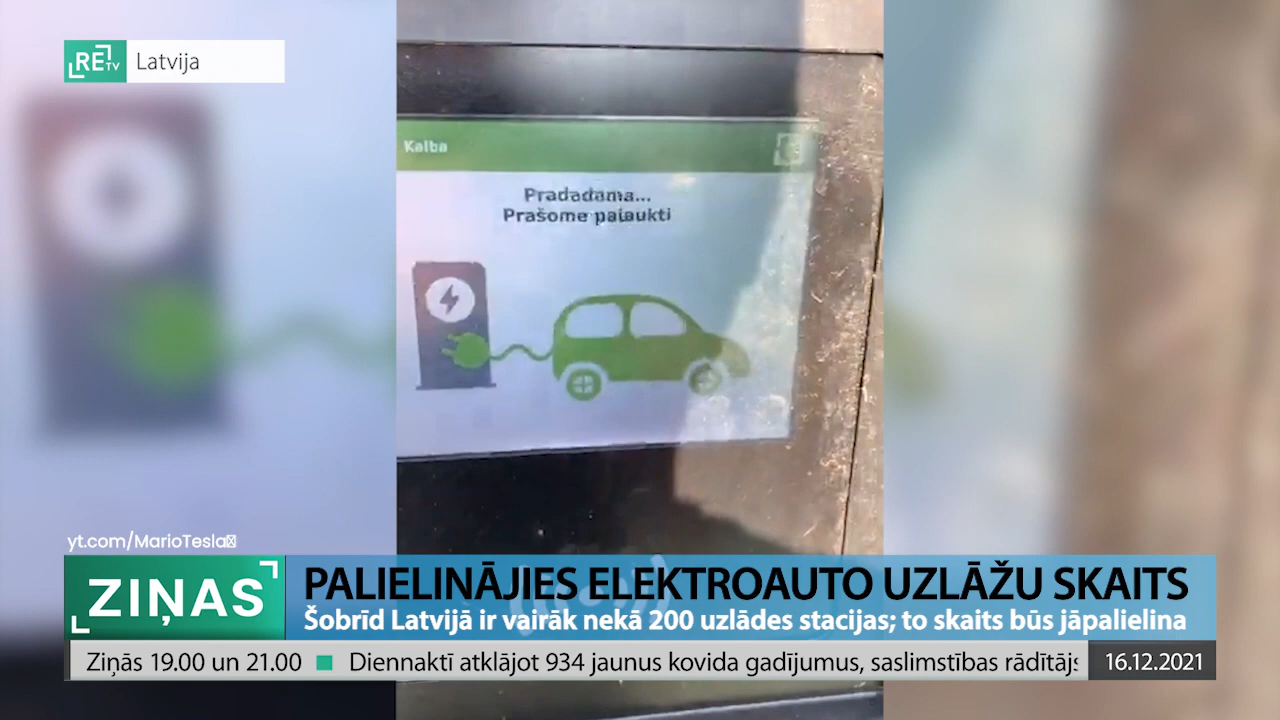 RE TV Latvija
Kalba
Prašome palaukti
yt.com/MarioTesla
ZIŅAS
PALIELINĀJIES ELEKTROAUTO UZLĀŽU SKAITS
Šobrīd Latvijā ir vairāk nekā 200 uzlādes stacijas; to skaits būs jāpalielina
Ziņās 19.00 un 21.00 Diennaktī atklājot 934 jaunus kovida gadījumus, saslimstības rādītājs 16.12.2021